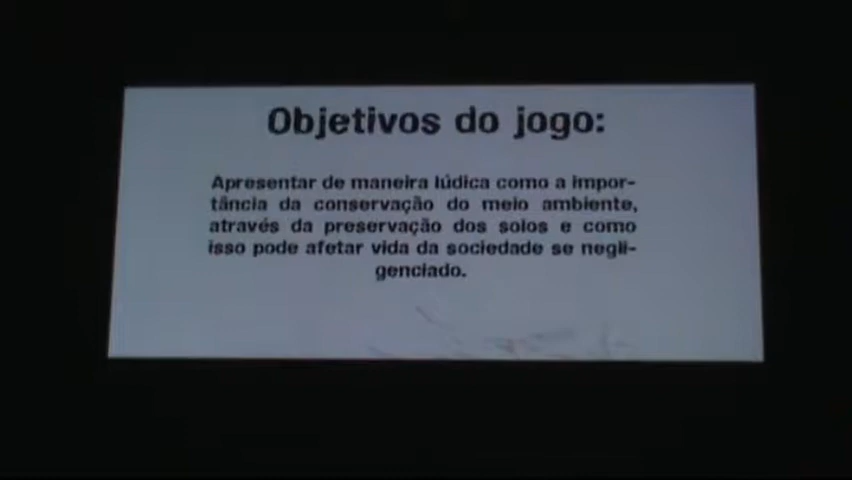 Objetivos do jogo:
Apresentar de maneira lúdica como a impor-
tância da conservação do meio ambiente,
através da preservação dos solos e como
isso pode afetar vida da sociedade se negli-
genciado.